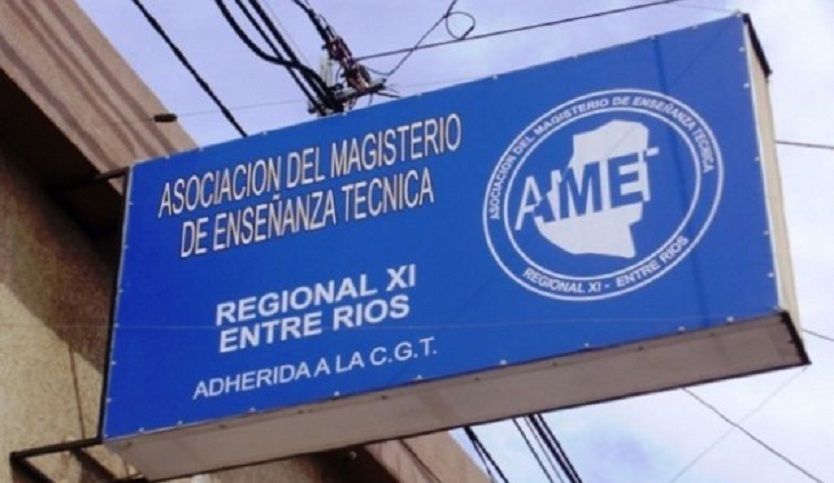 ASOCIACION DEL MAGISTERIO
DE ENSEÑANZA TECNICA
REGIONAL XI
ENTRE RIOS
ADHERIDA A LA C.G.T.
ASOCIACION DEL MAGISTERIO DE ENSEÑANZA TECNICA
AMET
REGIONAL XI - ENTRE RIOS